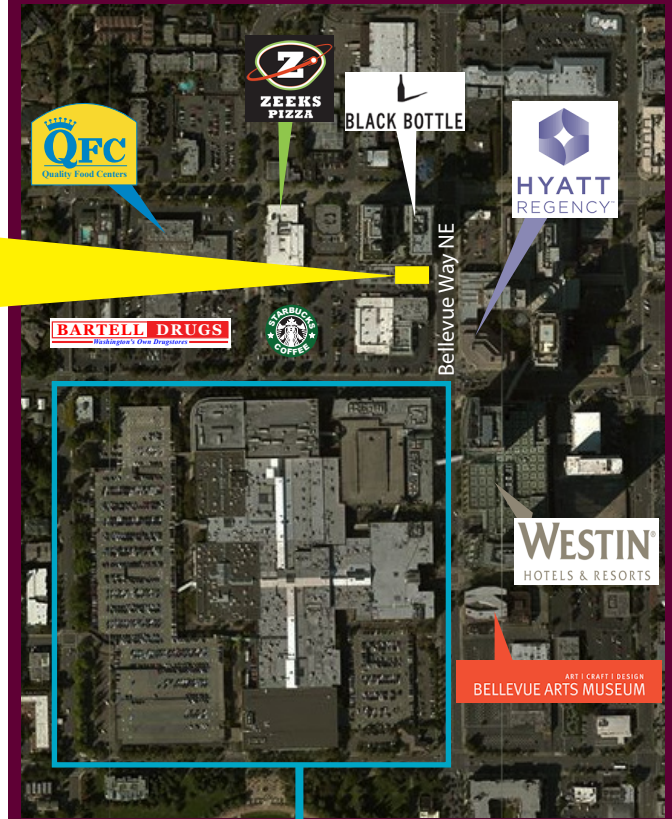 Z
ZEEKS
PIZZA
BLACK BOTTLE
QFC
Quality Food Centers
HYATT
REGENCY™
Bellevue Way NE
BARTELL DRUGS
Washington's Own Drugstores
STARBUCKS
COFFEE
WESTIN®
HOTELS & RESORTS
ART | CRAFT | DESIGN
BELLEVUE ARTS MUSEUM